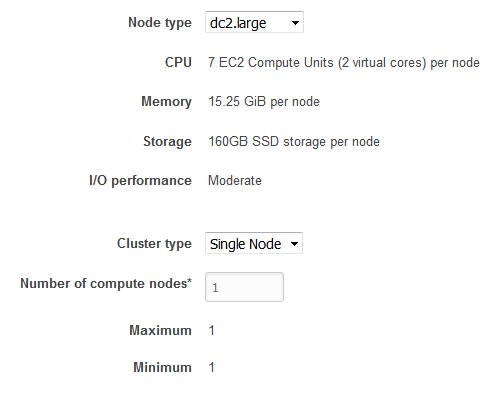 Node type dc2.large
CPU 7 EC2 Compute Units (2 virtual cores) per node
Memory 15.25 GiB per node
Storage 160GB SSD storage per node
I/O performance Moderate
Cluster type Single Node
Number of compute nodes* 1
Maximum 1
Minimum 1